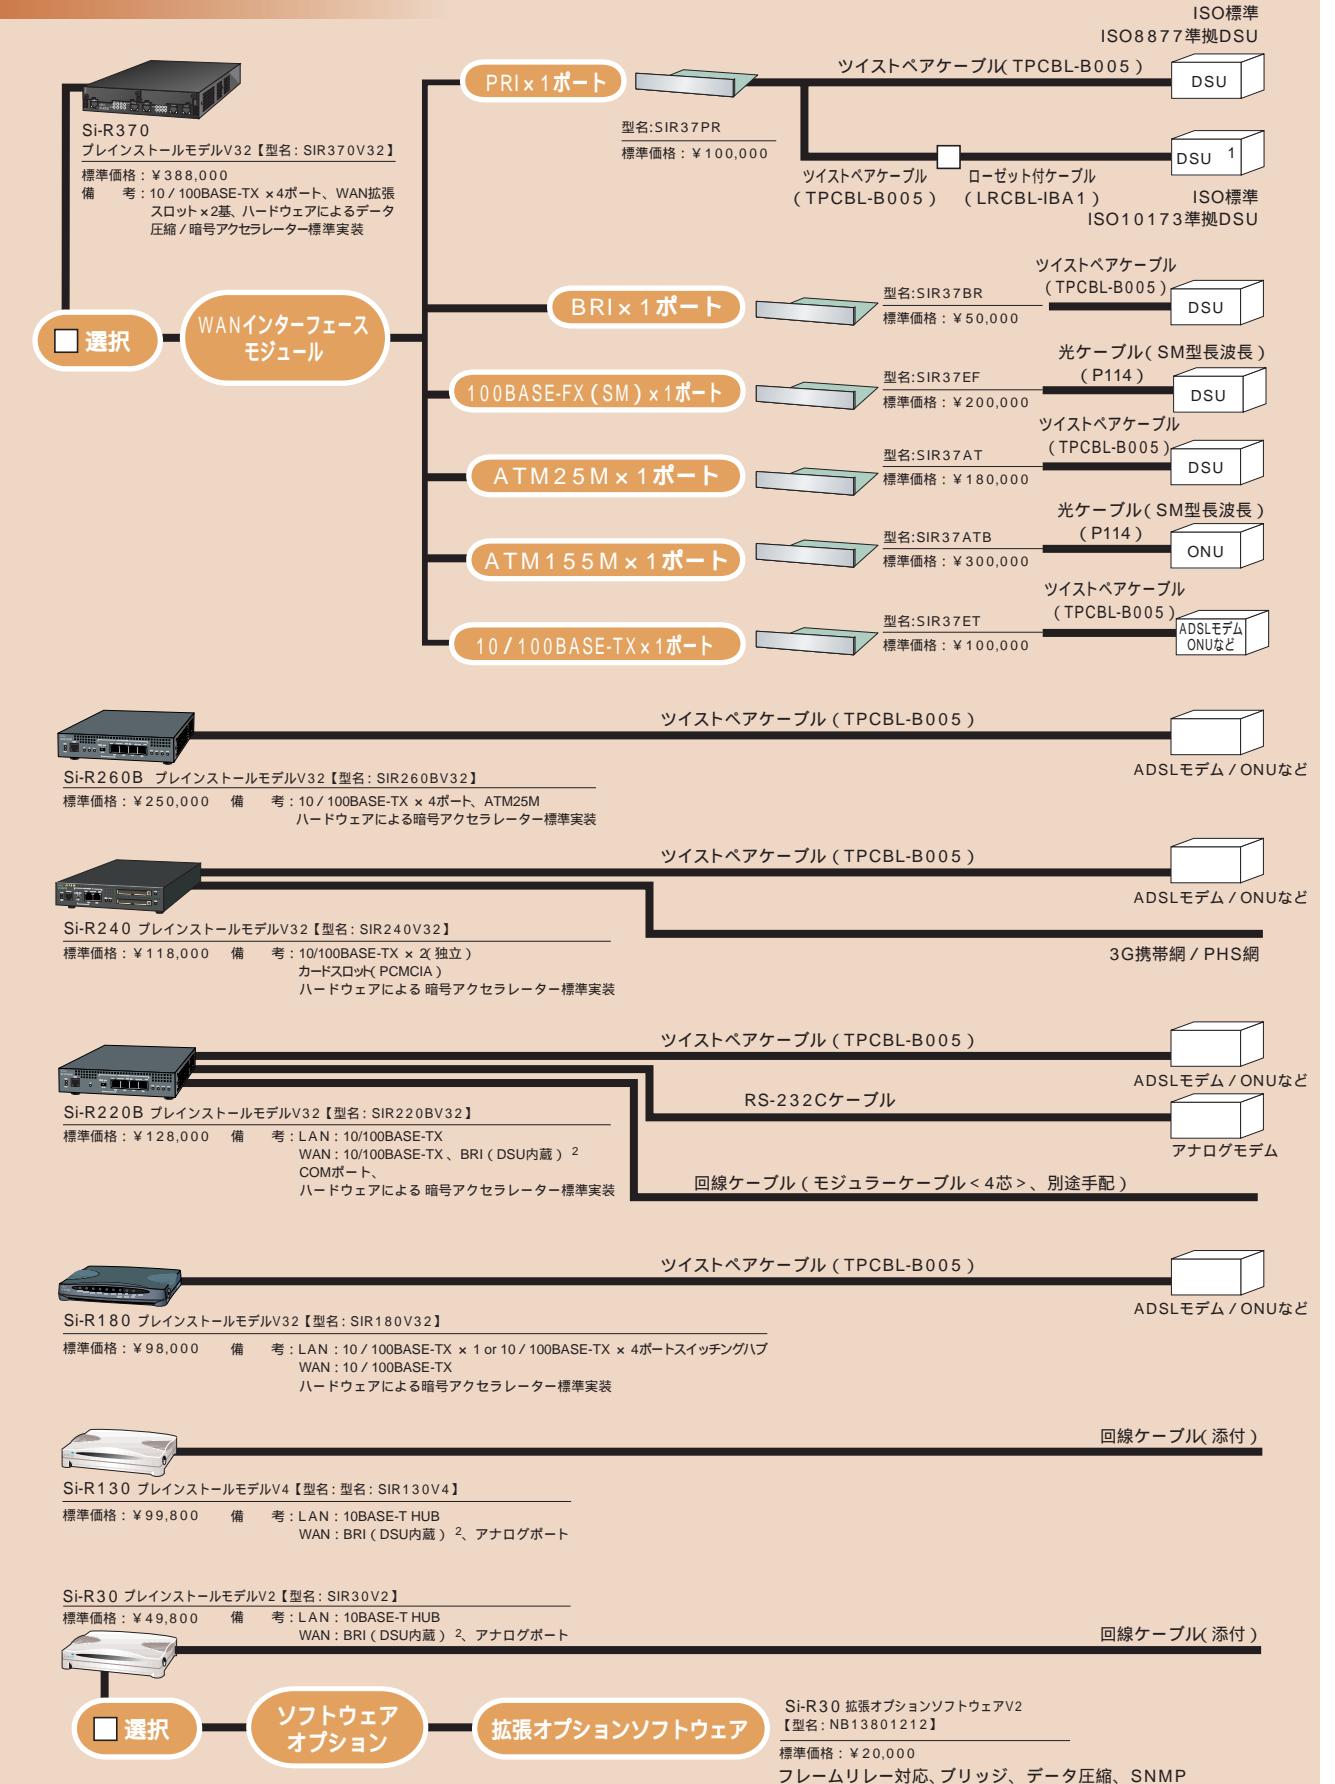 ISO標準
ISO8877準拠DSU
ツイストペアケーブル(TPCBL-B005)
DSU
PRI×1ポート
型名:SIR37PR
標準価格：￥100,000
DSU 1
ツイストペアケーブル
(TPCBL-B005)
ローゼット付ケーブル
(LRCBL-IBA1)
ISO標準
ISO10173準拠DSU
Si-R370
プレインストールモデルV32【型名：SIR370V32】
標準価格：￥388,000
備　考：10／100BASE-TX ×4ポート、WAN拡張
スロット×2基、ハードウェアによるデータ
圧縮／暗号アクセラレーター標準実装
□ 選択
WANインターフェース
モジュール
BRI×1ポート
型名:SIR37BR
標準価格：￥50,000
ツイストペアケーブル
(TPCBL-B005)
DSU
100BASE-FX(SM)×1ポート
型名:SIR37EF
標準価格：￥200,000
光ケーブル(SM型長波長)
(P114)
DSU
ATM25M×1ポート
型名:SIR37AT
標準価格：￥180,000
ツイストペアケーブル
(TPCBL-B005)
DSU
ATM155M×1ポート
型名:SIR37ATB
標準価格：￥300,000
光ケーブル(SM型長波長)
(P114)
ONU
10／100BASE-TX×1ポート
型名:SIR37ET
標準価格：￥100,000
ツイストペアケーブル
(TPCBL-B005)
ADSLモデム
ONUなど
ツイストペアケーブル(TPCBL-B005)
ADSLモデム／ONUなど
Si-R260B プレインストールモデルV32【型名：SIR260BV32】
標準価格：￥250,000　備　考：10／100BASE-TX × 4ポート、ATM25M
ハードウェアによる暗号アクセラレーター標準実装
ツイストペアケーブル(TPCBL-B005)
ADSLモデム／ONUなど
3G携帯網／PHS網
Si-R240 プレインストールモデルV32【型名：SIR240V32】
標準価格：￥118,000　備　考：10/100BASE-TX × 2(独立)
カードスロット(PCMCIA)
ハードウェアによる 暗号アクセラレーター標準実装
ツイストペアケーブル(TPCBL-B005)
ADSLモデム／ONUなど
RS-232Cケーブル
アナログモデム
回線ケーブル(モジュラーケーブル＜4芯＞、別途手配)
Si-R220B プレインストールモデルV32【型名：SIR220BV32】
標準価格：￥128,000　備　考：LAN：10/100BASE-TX
WAN：10/100BASE-TX、BRI(DSU内蔵) 2
COMポート、
ハードウェアによる 暗号アクセラレーター標準実装
ツイストペアケーブル(TPCBL-B005)
ADSLモデム／ONUなど
Si-R180 プレインストールモデルV32【型名：SIR180V32】
標準価格：￥98,000　備　考：LAN：10／100BASE-TX × 1 or 10／100BASE-TX × 4ポートスイッチングハブ
WAN：10／100BASE-TX
ハードウェアによる暗号アクセラレーター標準実装
回線ケーブル(添付)
Si-R130 プレインストールモデルV4【型名：型名：SIR130V4】
標準価格：￥99,800　備　考：LAN：10BASE-T HUB
WAN：BRI(DSU内蔵) 2、アナログポート
Si-R30 プレインストールモデルV2【型名：SIR30V2】
標準価格：￥49,800　備　考：LAN：10BASE-T HUB
WAN：BRI(DSU内蔵) 2、アナログポート
回線ケーブル(添付)
□ 選択
ソフトウェア
オプション
拡張オプションソフトウェア
Si-R30 拡張オプションソフトウェアV2
【型名：NB13801212】
標準価格：￥20,000
フレームリレー対応、ブリッジ、データ圧縮、SNMP